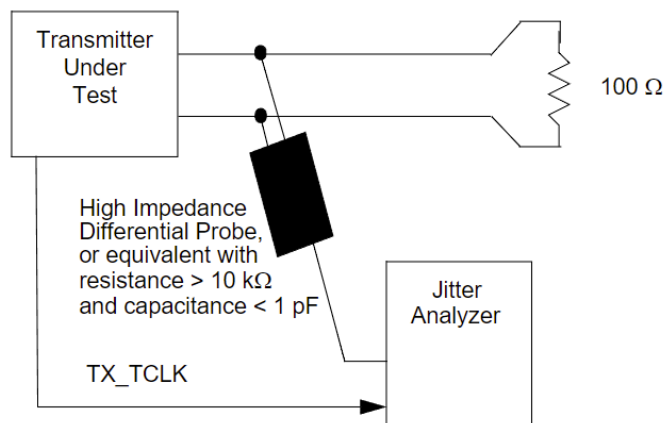 Transmitter
Under
Test
100 Ω
High Impedance
Differential Probe,
or equivalent with
resistance > 10 kΩ
and capacitance < 1 pF
Jitter
Analyzer
TX_TCLK